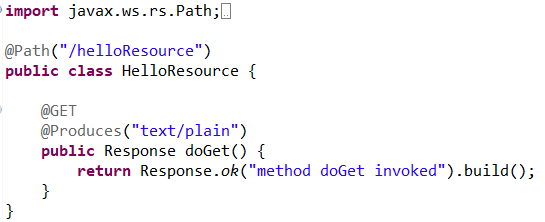 import javax.ws.rs.Path;
@Path("/helloResource")
public class HelloResource {
@GET
@Produces("text/plain")
public Response doGet() {
return Response.ok("method doGet invoked").build();
}
}